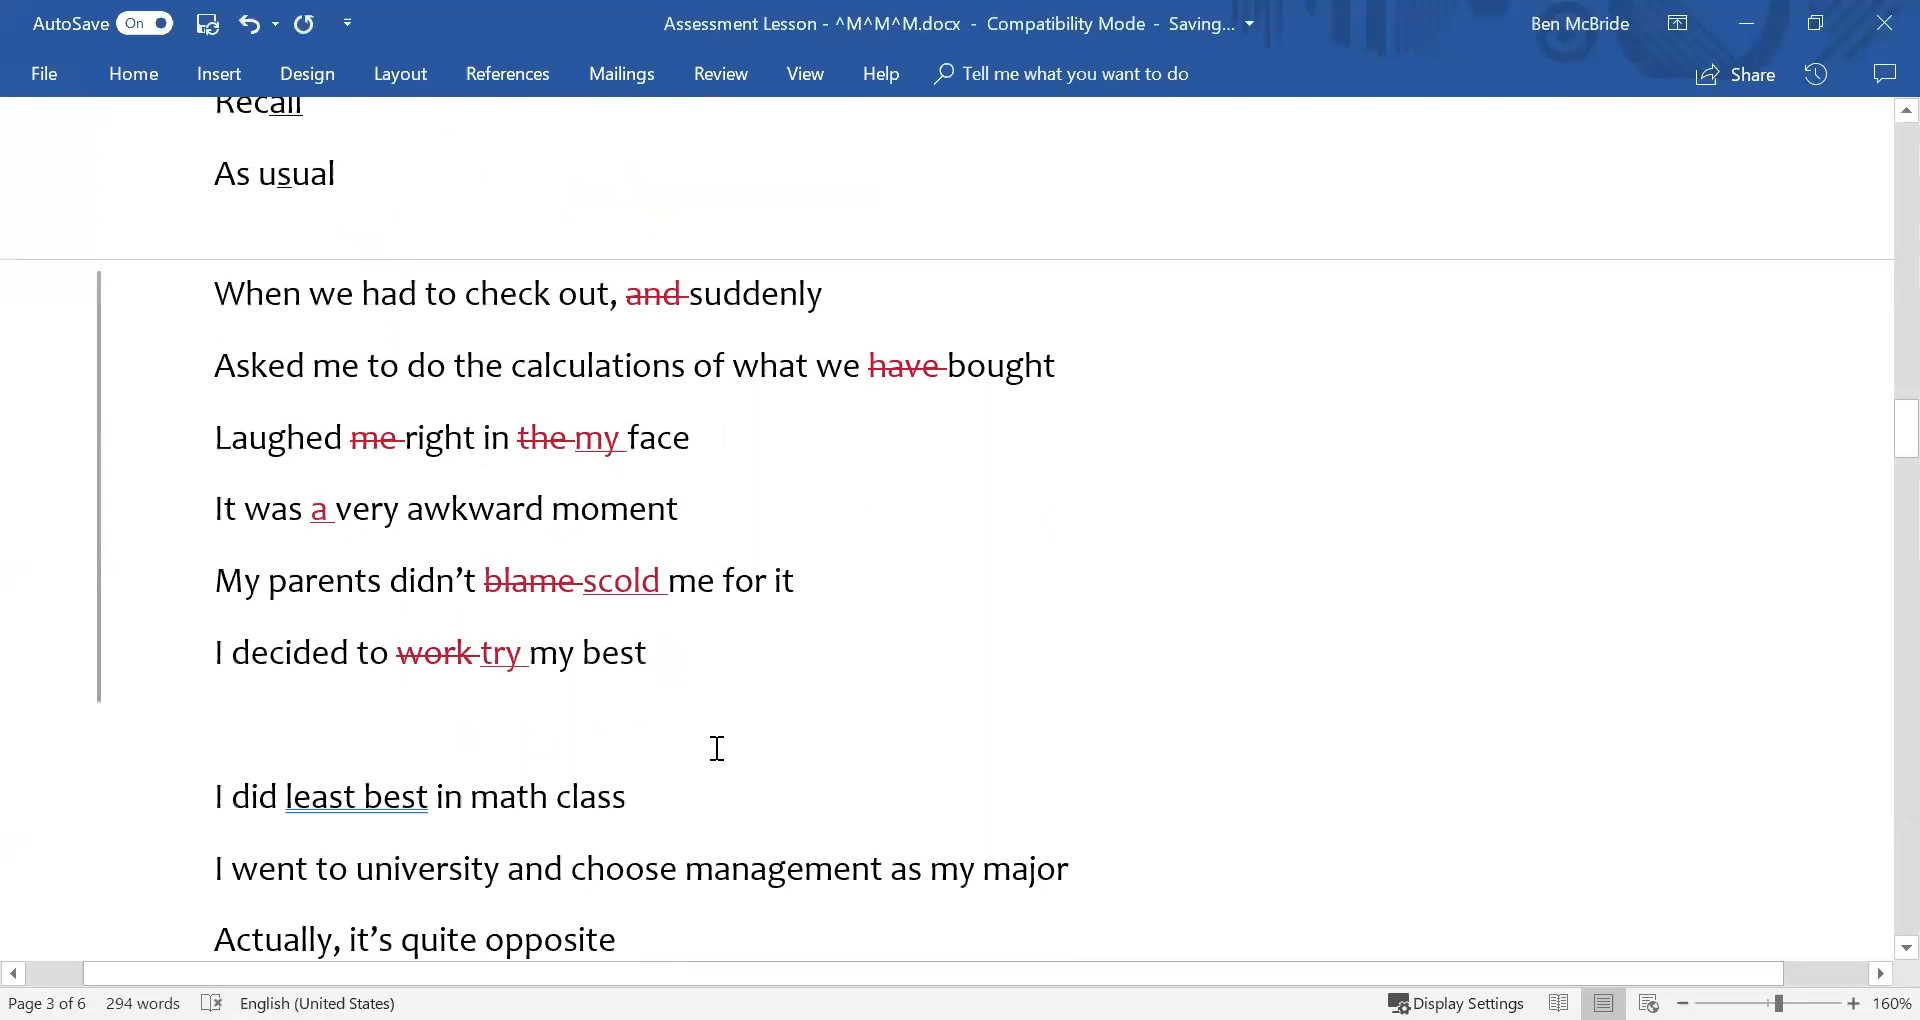 AutoSave On Assessment Lesson - ^M^M^M.docx - Compatibility Mode - Saving... Ben McBride
File Home Insert Design Layout References Mailings Review View Help Tell me what you want to do Share
Recall
As usual
When we had to check out, and suddenly
Asked me to do the calculations of what we have bought
Laughed me right in the my face
It was a very awkward moment
My parents didn’t blame scold me for it
I decided to work try my best
I did least best in math class
I went to university and choose management as my major
Actually, it’s quite opposite
Page 3 of 6 294 words English (United States) Display Settings 160%